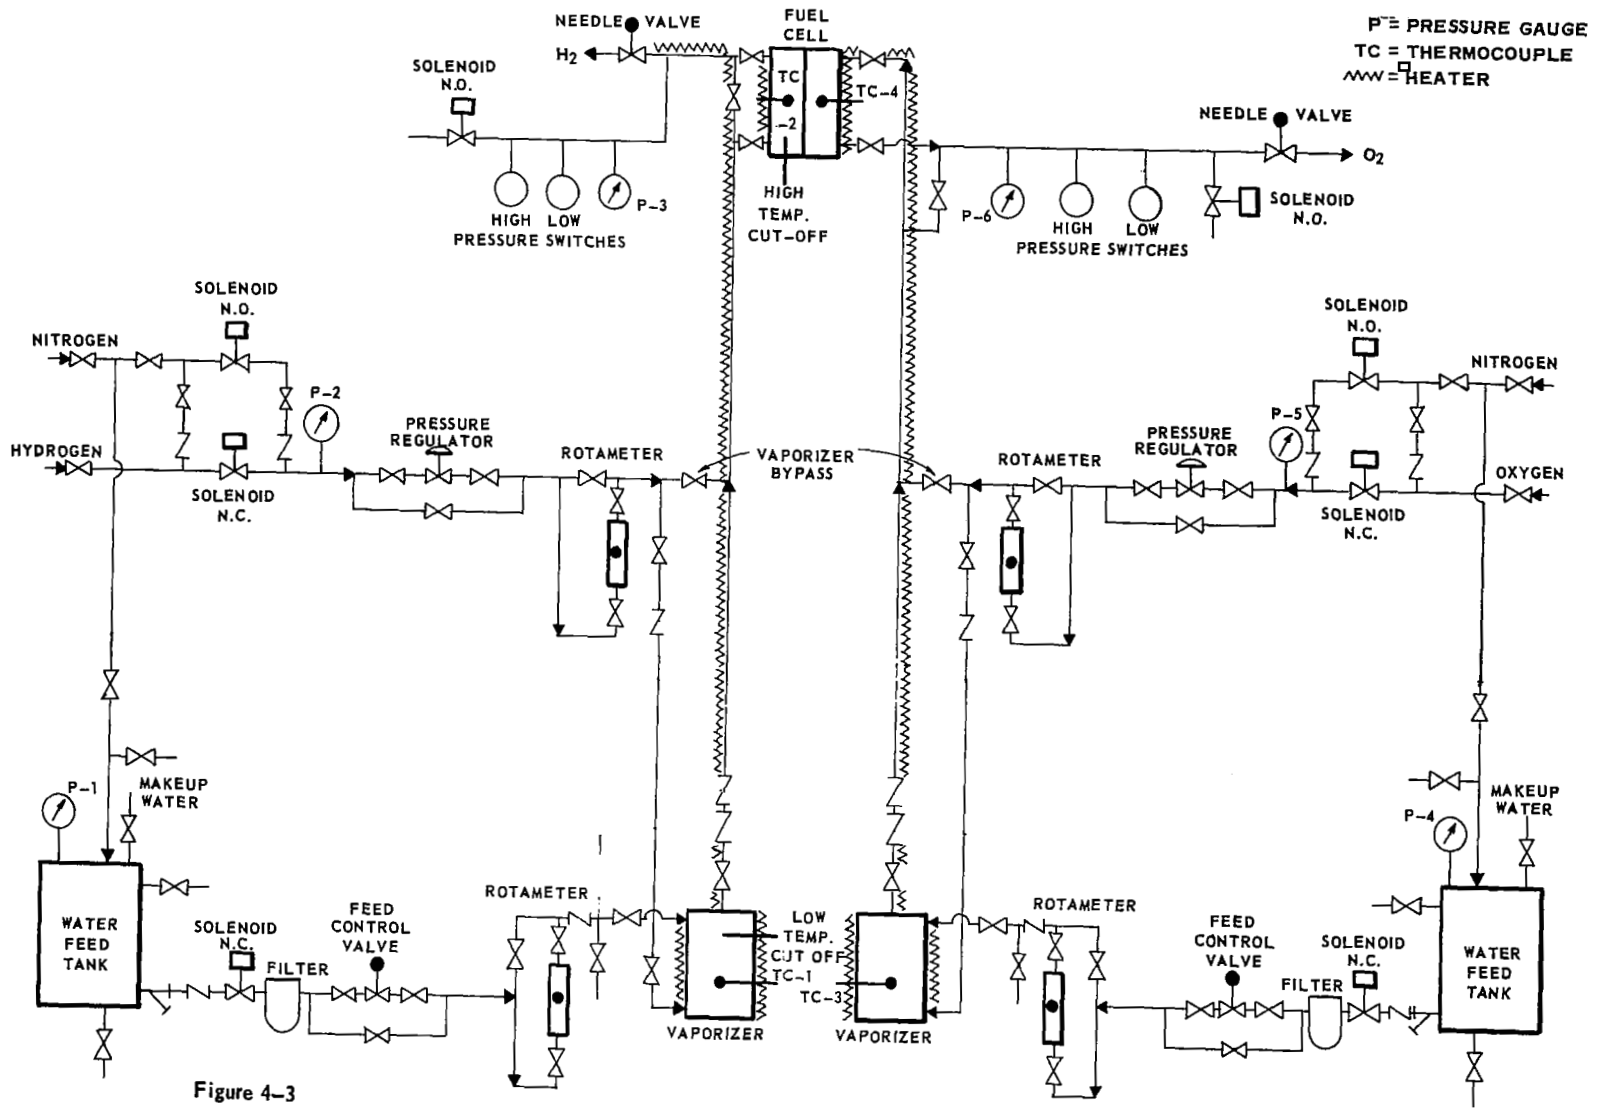 NEEDLE VALVE
FUEL
CELL
H2
P = PRESSURE GAUGE
TC = THERMOCOUPLE
= HEATER
SOLENOID
N.O.
TC
-2
TC-4
NEEDLE VALVE
O2
HIGH
TEMP.
CUT-OFF
P-3
HIGH LOW
PRESSURE SWITCHES
P-6
HIGH LOW
PRESSURE SWITCHES
SOLENOID
N.O.
SOLENOID
N.O.
NITROGEN
P-2
HYDROGEN
SOLENOID
N.C.
PRESSURE
REGULATOR
ROTAMETER
VAPORIZER
BYPASS
ROTAMETER
PRESSURE
REGULATOR
P-5
SOLENOID
N.O.
NITROGEN
OXYGEN
SOLENOID
N.C.
P-1
MAKEUP
WATER
WATER
FEED
TANK
SOLENOID
N.C.
FILTER
FEED
CONTROL
VALVE
ROTAMETER
LOW
TEMP.
CUT OFF
TC-1
TC-3
VAPORIZER
VAPORIZER
ROTAMETER
FEED
CONTROL
VALVE
FILTER
SOLENOID
N.C.
P-4
MAKEUP
WATER
WATER
FEED
TANK
Figure 4-3